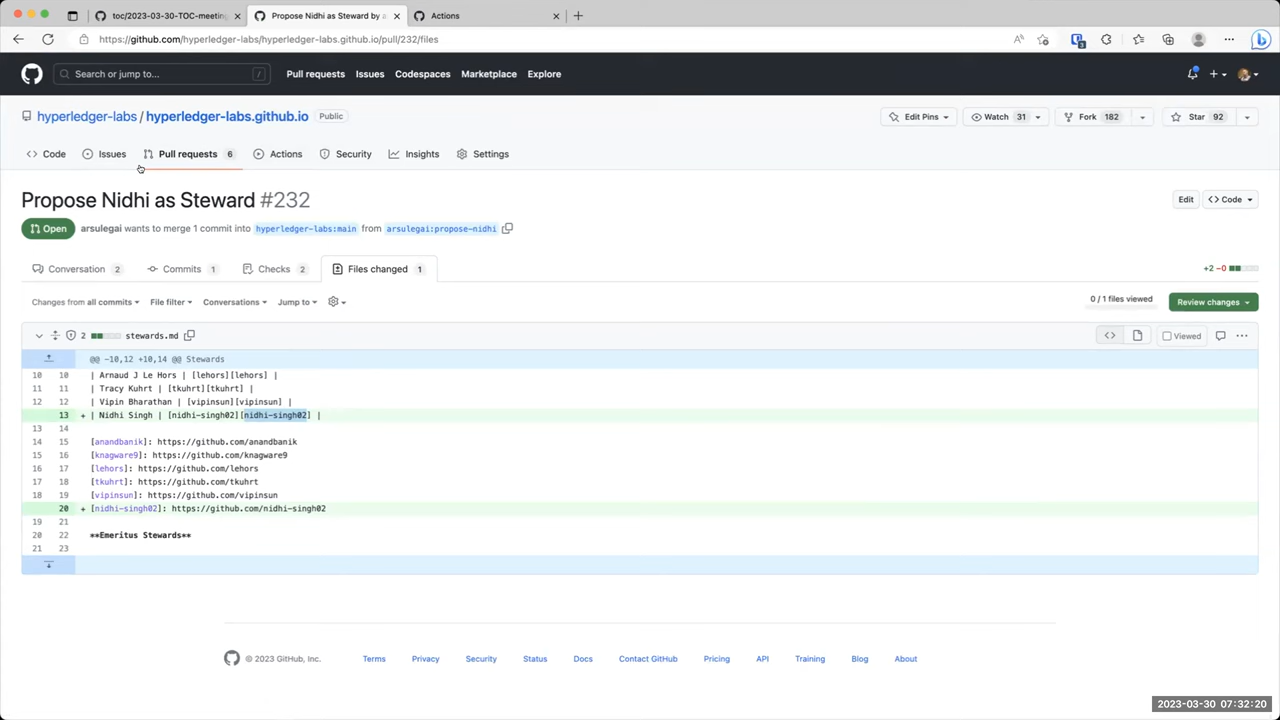 toc/2023-03-30-TOC-meeting
Propose Nidhi as Steward by a
Actions
https://github.com/hyperledger-labs/hyperledger-labs.github.io/pull/232/files
Search or jump to... /
Pull requests Issues Codespaces Marketplace Explore
hyperledger-labs / hyperledger-labs.github.io Public
Edit Pins Watch 31 Fork 182 Star 92
Code Issues Pull requests 6 Actions Security Insights Settings
Propose Nidhi as Steward #232
Edit <> Code
Open arsulegai wants to merge 1 commit into hyperledger-labs:main from arsulegai:propose-nidhi
Conversation 2 Commits 1 Checks 2 Files changed 1 +2 −0
Changes from all commits File filter Conversations Jump to 0 / 1 files viewed Review changes
2 stewards.md Viewed
@@ -10,12 +10,14 @@ Stewards
10 10 | Arnaud J Le Hors | [lehors][lehors] |
11 11 | Tracy Kuhrt | [tkuhrt][tkuhrt] |
12 12 | Vipin Bharathan | [vipinsun][vipinsun] |
13 + | Nidhi Singh | [nidhi-singh02][nidhi-singh02] |
13 14
14 15 [anandbanik]: https://github.com/anandbanik
15 16 [knagware9]: https://github.com/knagware9
16 17 [lehors]: https://github.com/lehors
17 18 [tkuhrt]: https://github.com/tkuhrt
18 19 [vipinsun]: https://github.com/vipinsun
20 + [nidhi-singh02]: https://github.com/nidhi-singh02
19 21
20 22 **Emeritus Stewards**
21 23
© 2023 GitHub, Inc. Terms Privacy Security Status Docs Contact GitHub Pricing API Training Blog About
2023-03-30 07:32:20